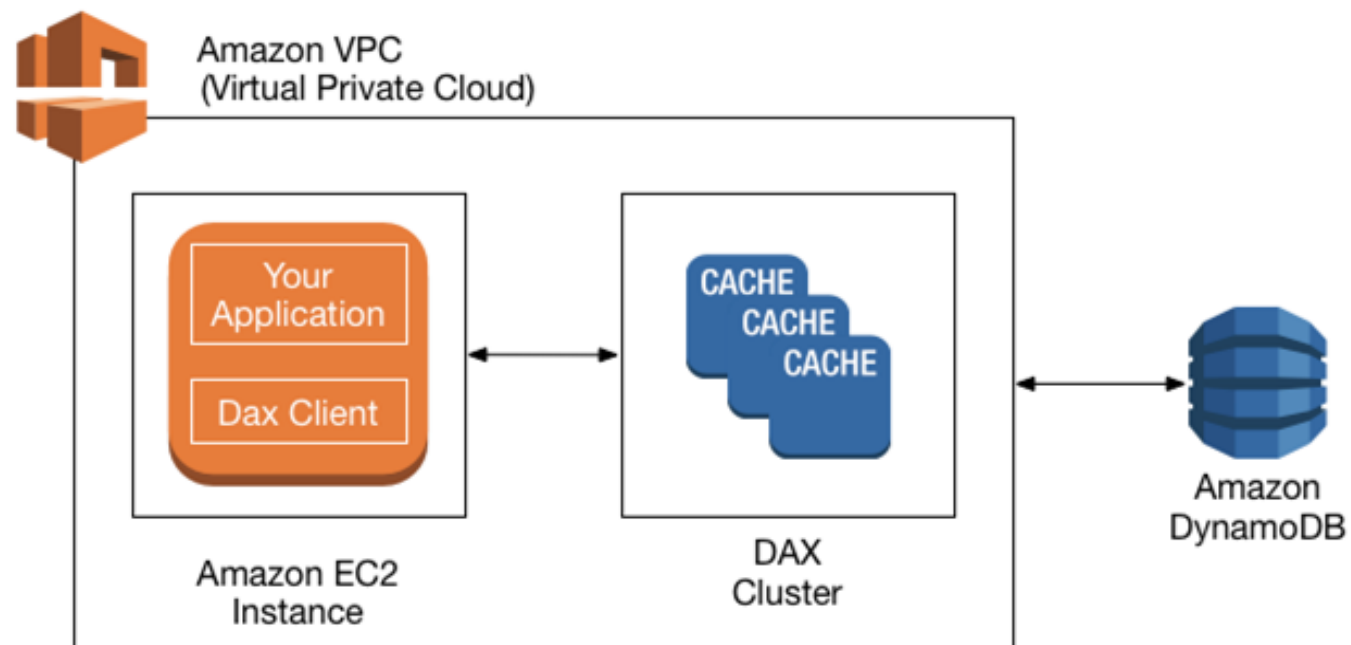 Amazon VPC
(Virtual Private Cloud)
Your
Application
Dax Client
CACHE
CACHE
CACHE
Amazon EC2
Instance
DAX
Cluster
Amazon
DynamoDB